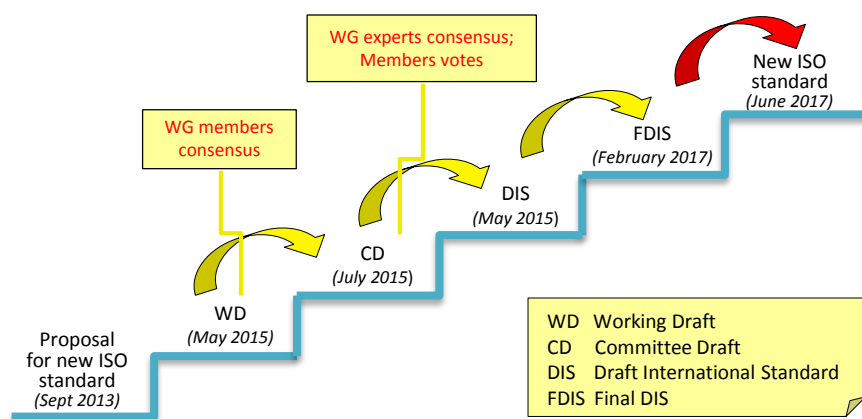 WG experts consensus;
Members votes
WG members
consensus
New ISO
standard
(June 2017)
FDIS
(February 2017)
DIS
(May 2015)
CD
(July 2015)
WD
(May 2015)
Proposal
for new ISO
standard
(Sept 2013)
WD Working Draft
CD Committee Draft
DIS Draft International Standard
FDIS Final DIS